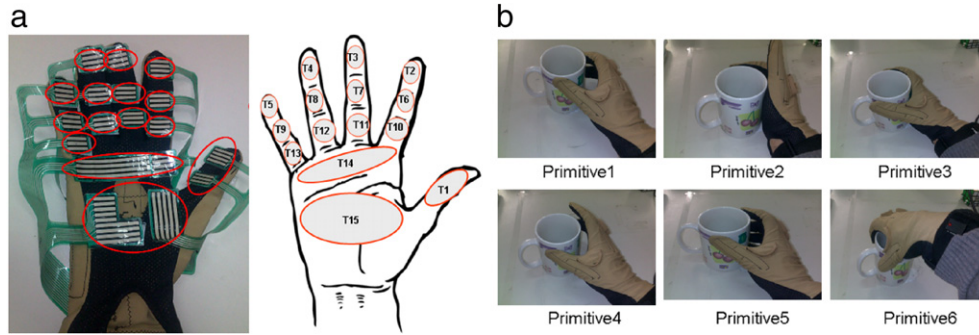 a
b
T3
T4
T2
T7
T5
T8
T6
T9
T12
T11
T10
T13
T14
T1
T15
Primitive1
Primitive2
Primitive3
Primitive4
Primitive5
Primitive6